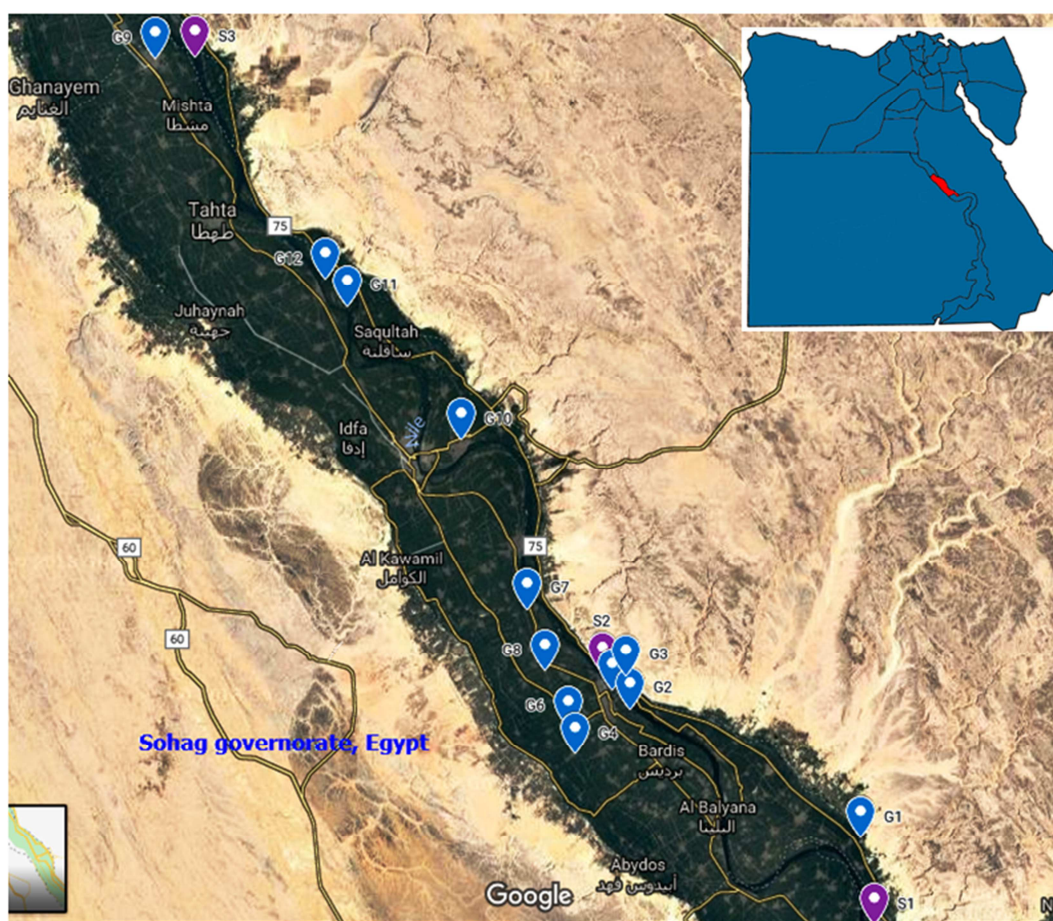 G9
S3
Ghanayem
الغنايم
Mishta
مشطا
Tahta
طهطا
75
G12
G11
Juhaynah
جهينة
Saqultah
ساقلتة
Idfa
إدفا
Nile
G10
60
75
Al Kawamil
الكوامل
G7
60
S2
G8
G3
G2
G6
G4
Sohag governorate, Egypt
Bardis
برديس
Al Balyana
البلينا
G1
Abydos
أبيدوس فهد
Google
S1
N